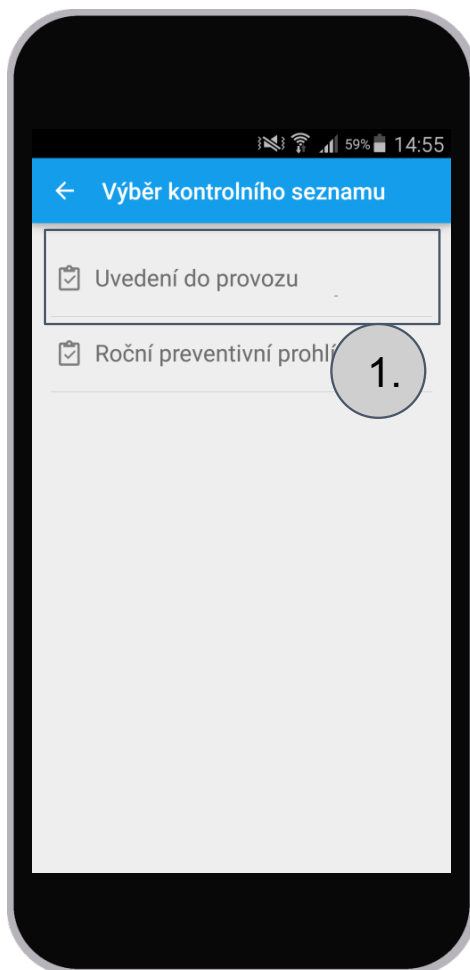 59% 14:55
Výběr kontrolního seznamu
Uvedení do provozu
Roční preventivní
1.